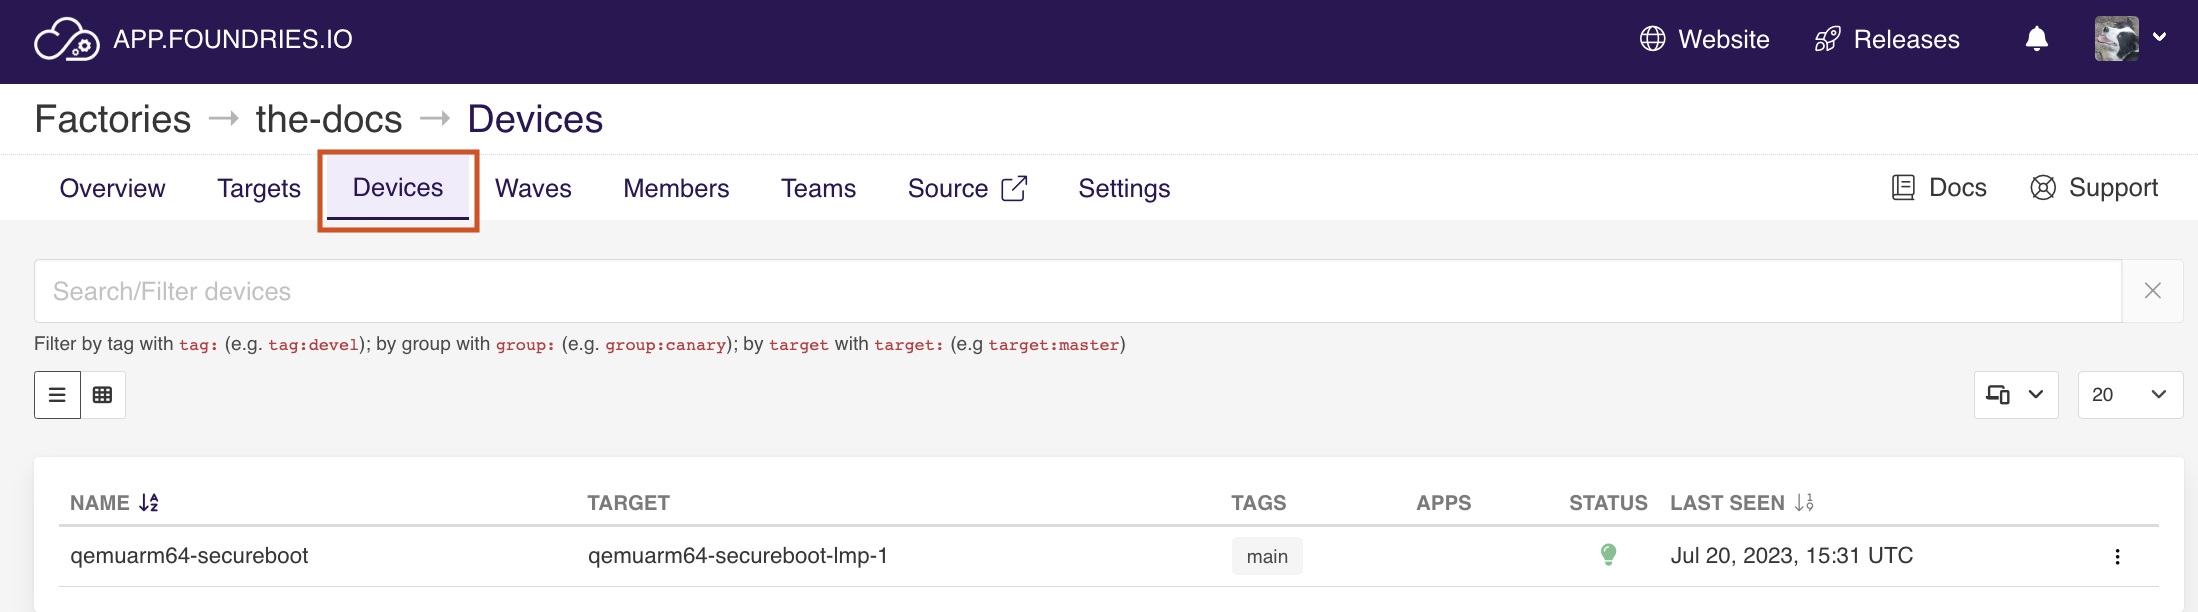 APP.FOUNDRIES.IO Website Releases
Factories → the-docs → Devices
Overview Targets Devices Waves Members Teams Source Settings Docs Support
Search/Filter devices
Filter by tag with tag: (e.g. tag:devel); by group with group: (e.g. group:canary); by target with target: (e.g target:master)
20
NAME TARGET TAGS APPS STATUS LAST SEEN
qemuarm64-secureboot qemuarm64-secureboot-lmp-1 main Jul 20, 2023, 15:31 UTC